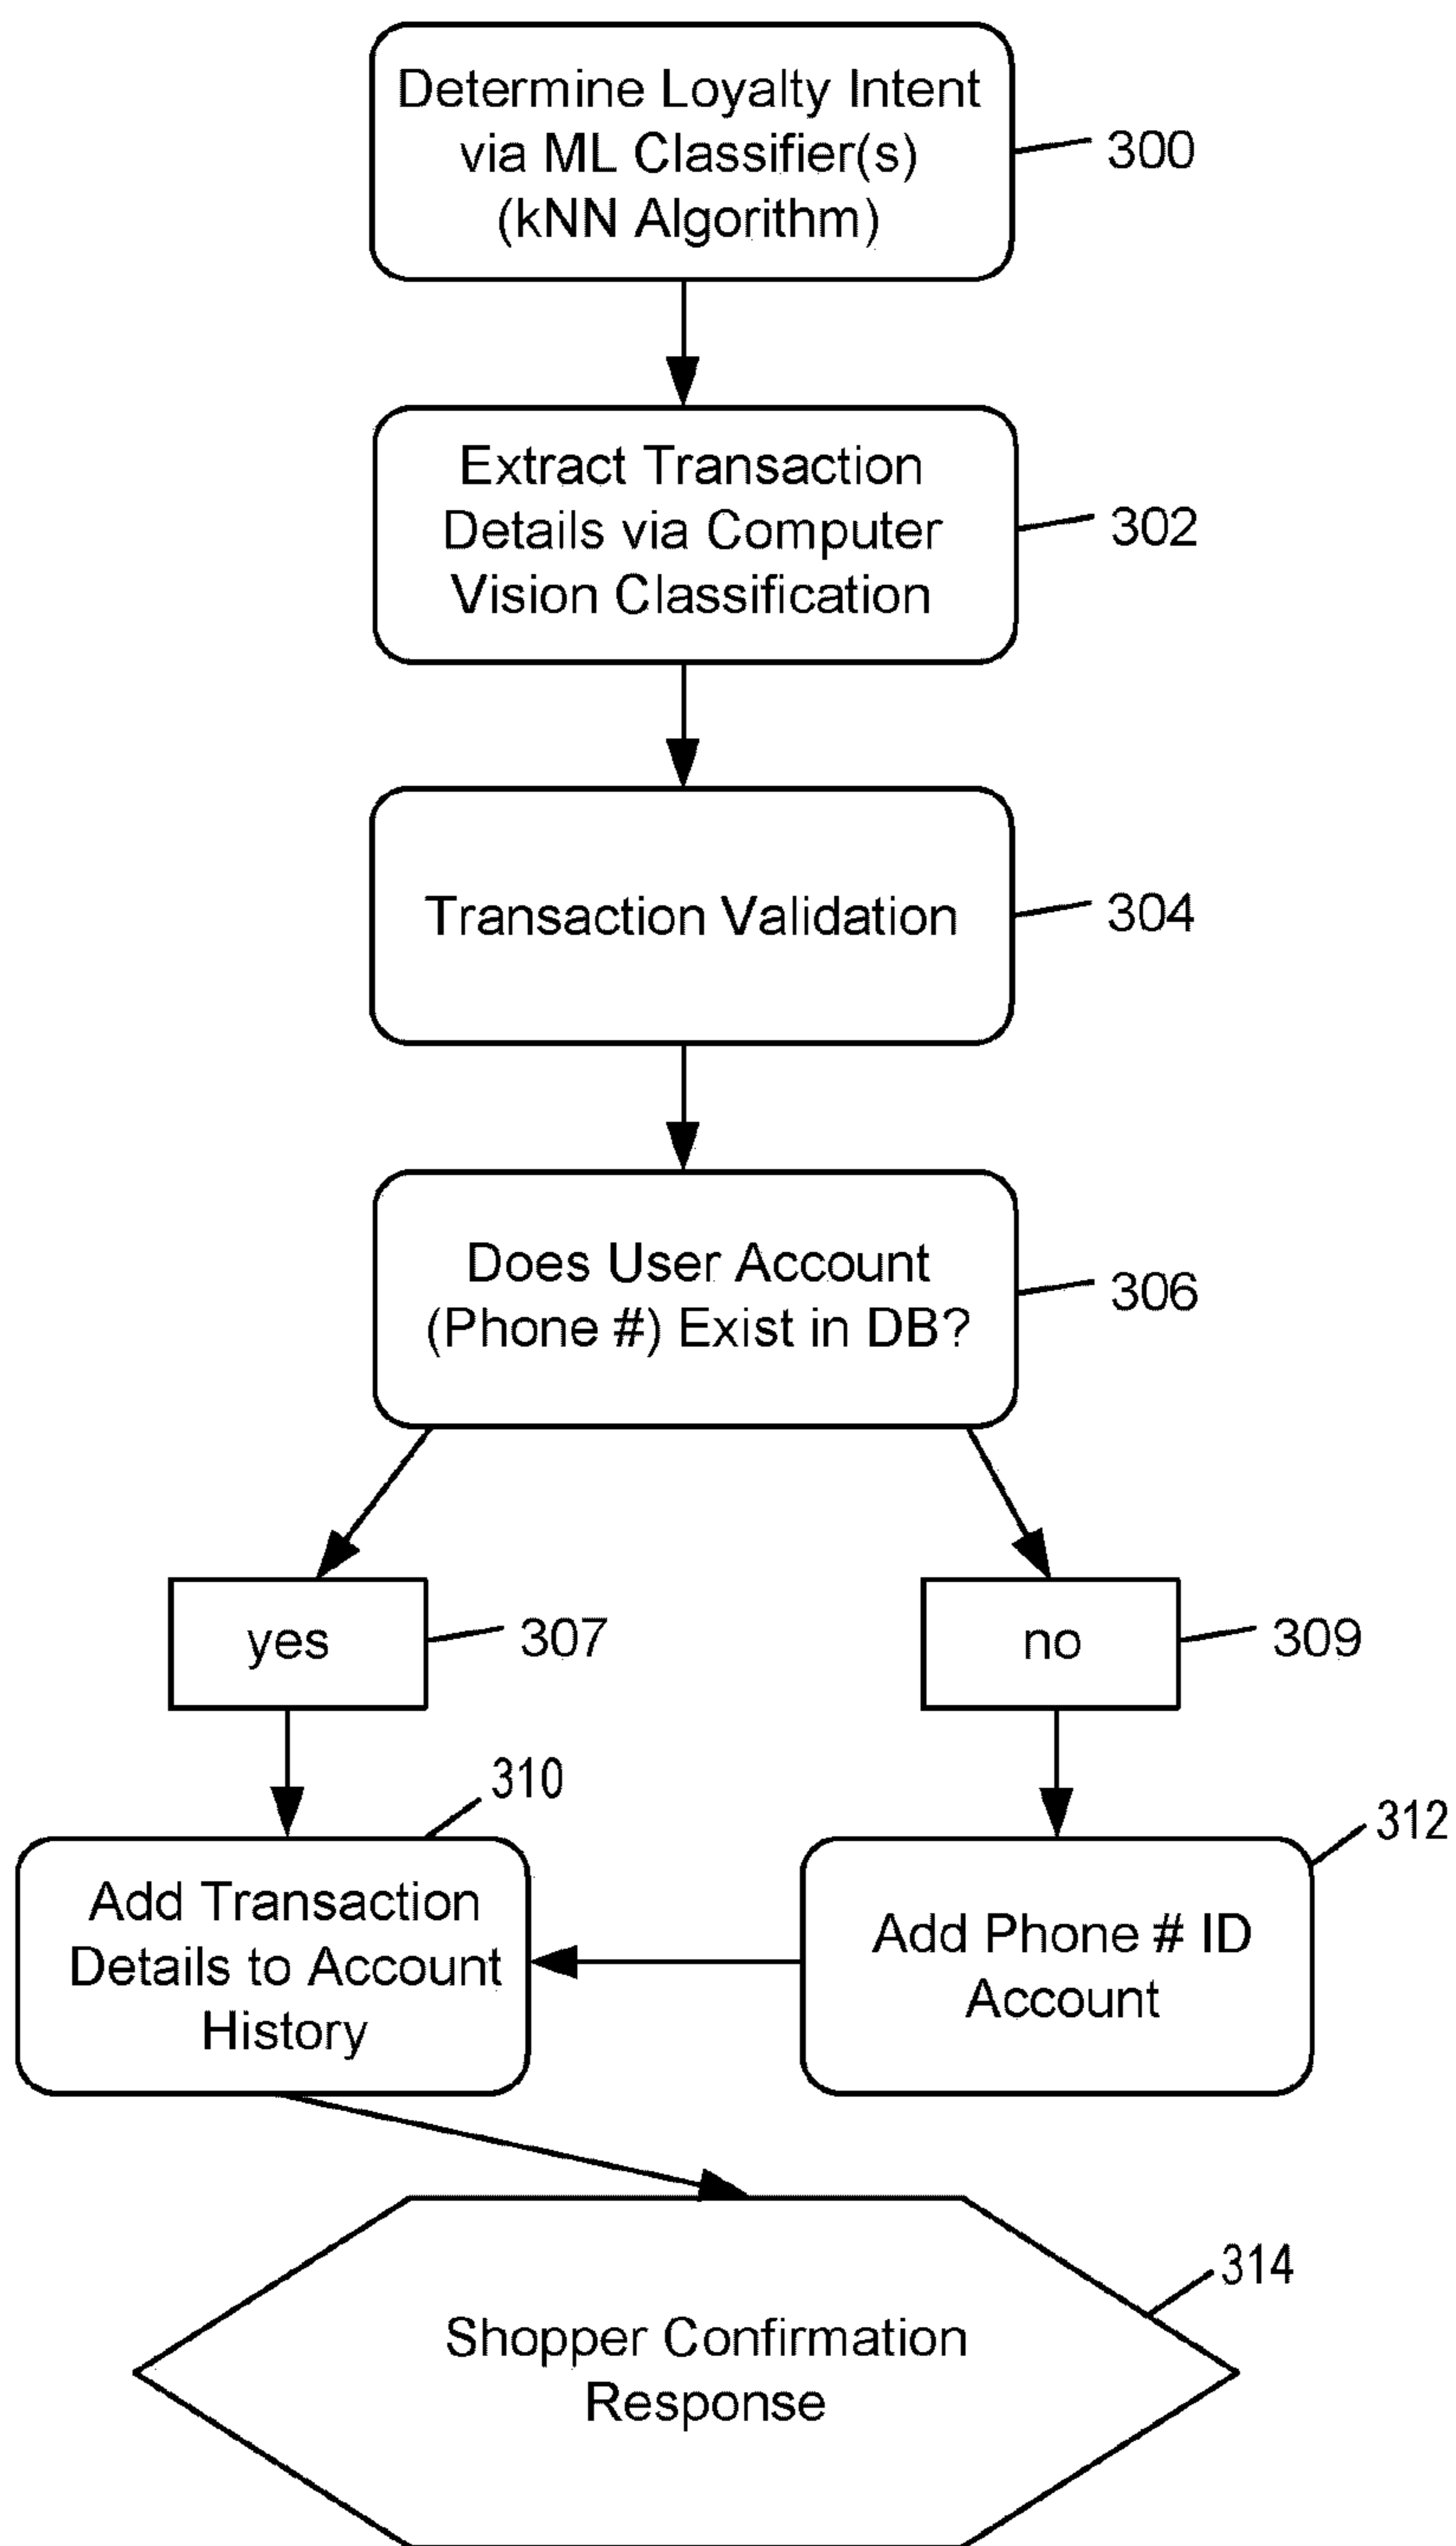 Determine Loyalty Intent
via ML Classifier(s)
(kNN Algorithm)
300
Extract Transaction
Details via Computer
Vision Classification
302
Transaction Validation
304
Does User Account
(Phone #) Exist in DB?
306
yes
307
no
309
310
Add Transaction
Details to Account
History
312
Add Phone # ID
Account
314
Shopper Confirmation
Response